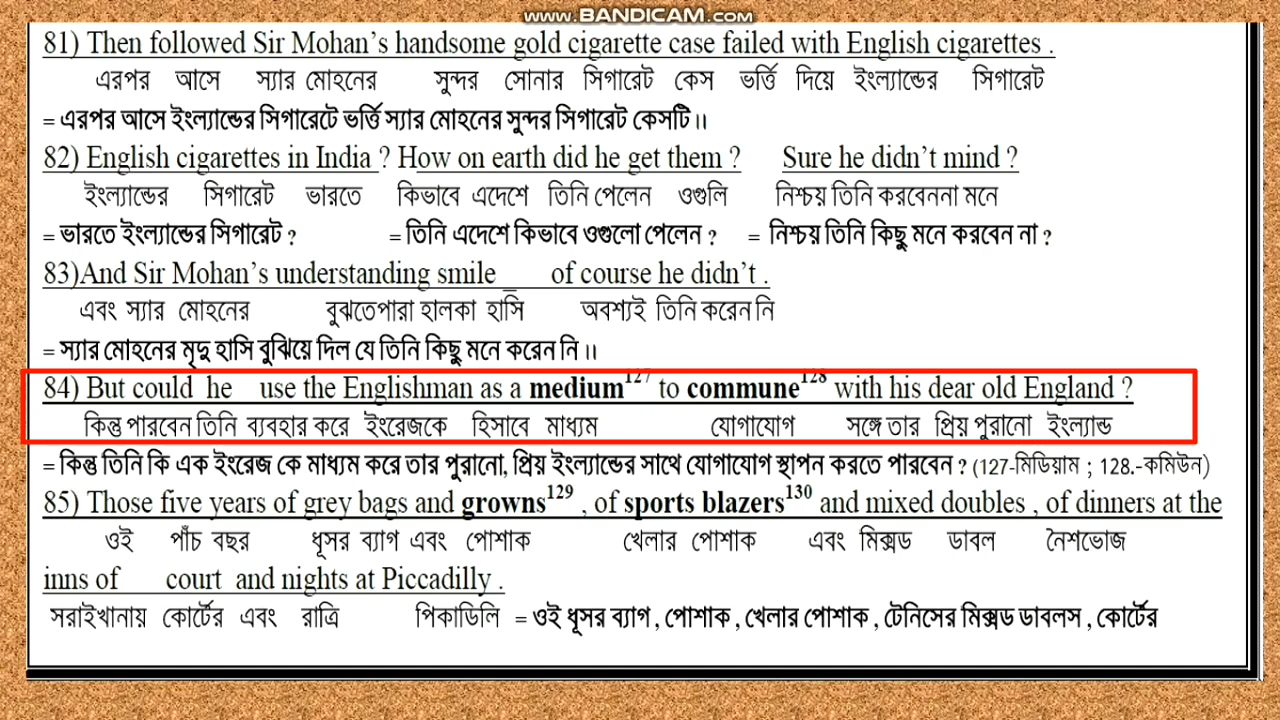 www.BANDICAM.com
81) Then followed Sir Mohan's handsome gold cigarette case failed with English cigarettes .
এরপর আসে স্যার মোহনের সুন্দর সোনার সিগারেট কেস ভর্ত্তি দিয়ে ইংল্যান্ডের সিগারেট
= এরপর আসে ইংল্যান্ডের সিগারেটে ভর্ত্তি স্যার মোহনের সুন্দর সিগারেট কেসটি।।
82) English cigarettes in India ? How on earth did he get them ? Sure he didn't mind ?
ইংল্যান্ডের সিগারেট ভারতে কিভাবে এদেশে তিনি পেলেন ওগুলি নিশ্চয় তিনি করবেননা মনে
= ভারতে ইংল্যান্ডের সিগারেট ? = তিনি এদেশে কিভাবে ওগুলো পেলেন ? = নিশ্চয় তিনি কিছু মনে করবেন না ?
83)And Sir Mohan's understanding smile _ of course he didn't .
এবং স্যার মোহনের বুঝতেপারা হালকা হাসি অবশ্যই তিনি করেন নি
= স্যার মোহনের মৃদু হাসি বুঝিয়ে দিল যে তিনি কিছু মনে করেন নি ।।
84) But could he use the Englishman as a medium127 to commune128 with his dear old England ?
কিন্তু পারবেন তিনি ব্যবহার করে ইংরেজকে হিসাবে মাধ্যম যোগাযোগ সঙ্গে তার প্রিয় পুরানো ইংল্যান্ড
= কিন্তু তিনি কি এক ইংরেজ কে মাধ্যম করে তার পুরানো, প্রিয় ইংল্যান্ডের সাথে যোগাযোগ স্থাপন করতে পারবেন ? (127-মিডিয়াম ; 128.-কমিউন)
85) Those five years of grey bags and growns129 , of sports blazers130 and mixed doubles , of dinners at the
ওই পাঁচ বছর ধূসর ব্যাগ এবং পোশাক খেলার পোশাক এবং মিক্সড ডাবল নৈশভোজ
inns of court and nights at Piccadilly .
সরাইখানায় কোর্টের এবং রাত্রি পিকাডিলি = ওই ধূসর ব্যাগ , পোশাক , খেলার পোশাক , টেনিসের মিক্সড ডাবলস , কোর্টের